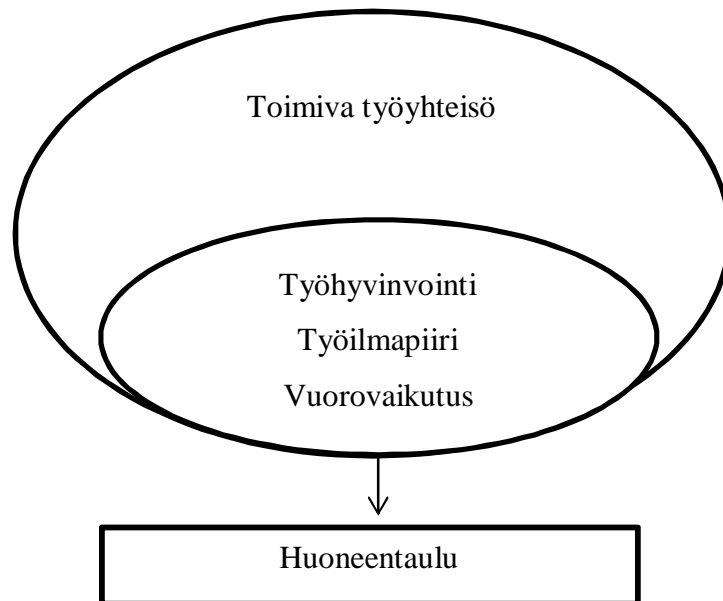 Toimiva työyhteisö
Työhyvinvointi
Työilmapiiri
Vuorovaikutus
Huoneentaulu